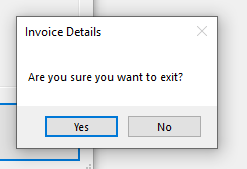 Invoice Details
Are you sure you want to exit?
Yes
No